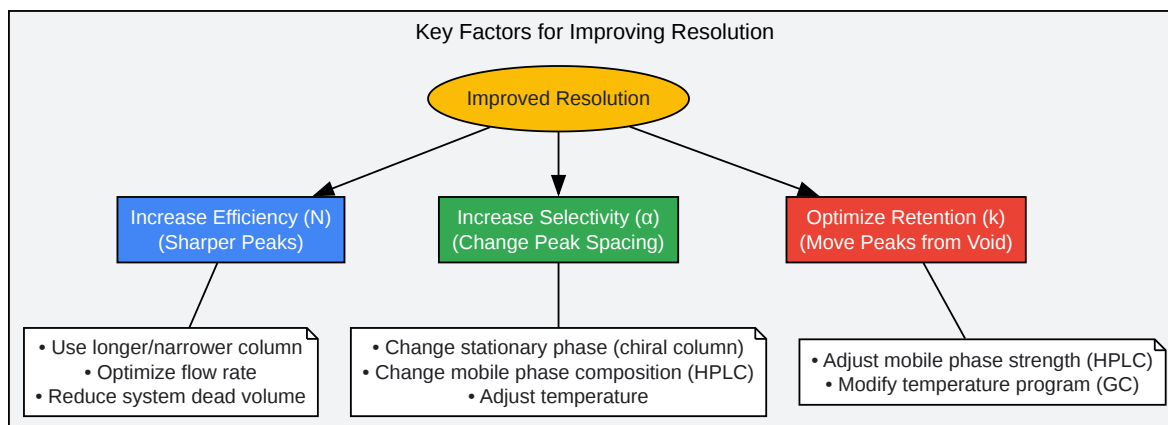 Key Factors for Improving Resolution
Improved Resolution
Increase Efficiency (N)
(Sharper Peaks)
Increase Selectivity (α)
(Change Peak Spacing)
Optimize Retention (k)
(Move Peaks from Void)
• Use longer/narrower column
• Optimize flow rate
• Reduce system dead volume
• Change stationary phase (chiral column)
• Change mobile phase composition (HPLC)
• Adjust temperature
• Adjust mobile phase strength (HPLC)
• Modify temperature program (GC)